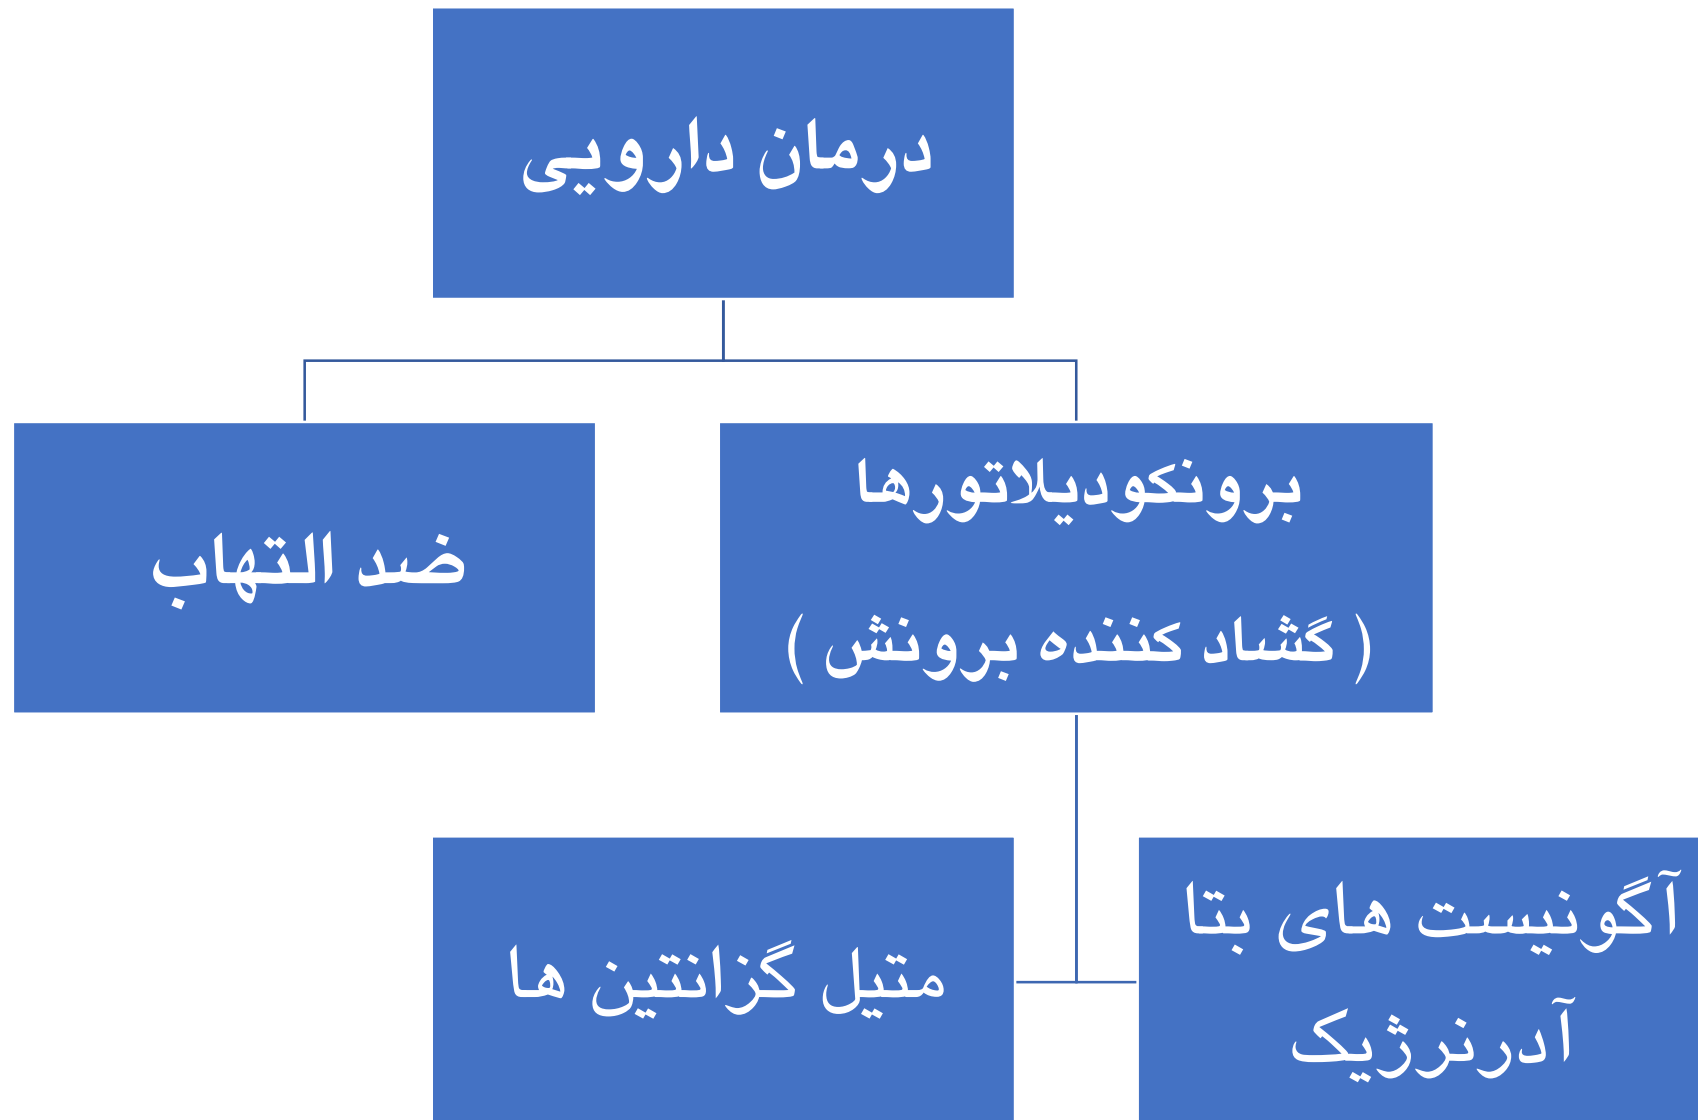 درمان دارویی
برونکودیلاتورها
( گشاد کننده برونش )
ضد التهاب
آگونیست های بتا
آدرنرژیک
متیل گزانتین ها